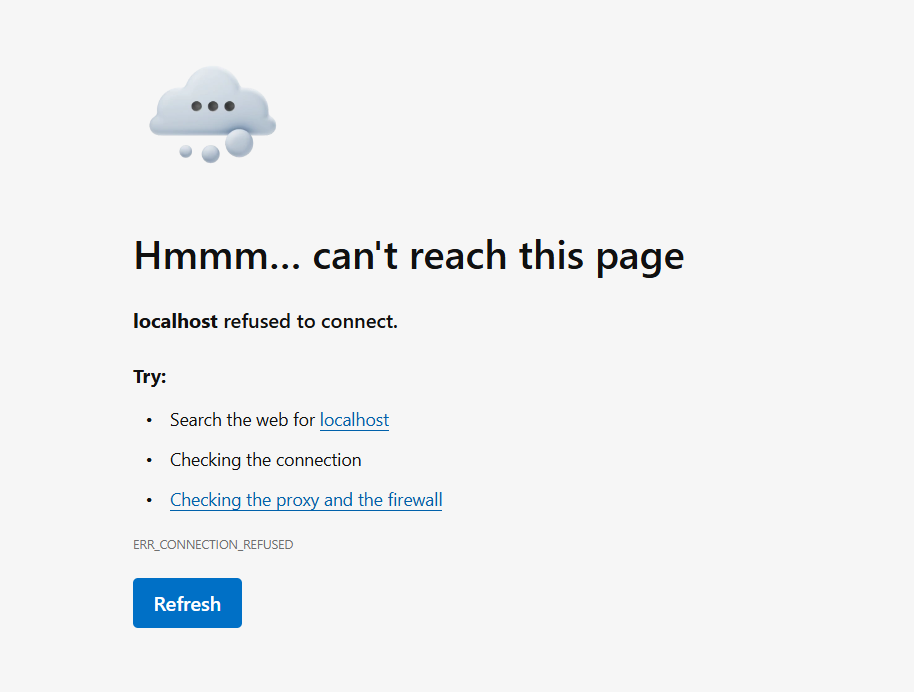 Hmmm... can't reach this page
localhost refused to connect.
Try:
• Search the web for localhost
• Checking the connection
• Checking the proxy and the firewall
ERR_CONNECTION_REFUSED
Refresh